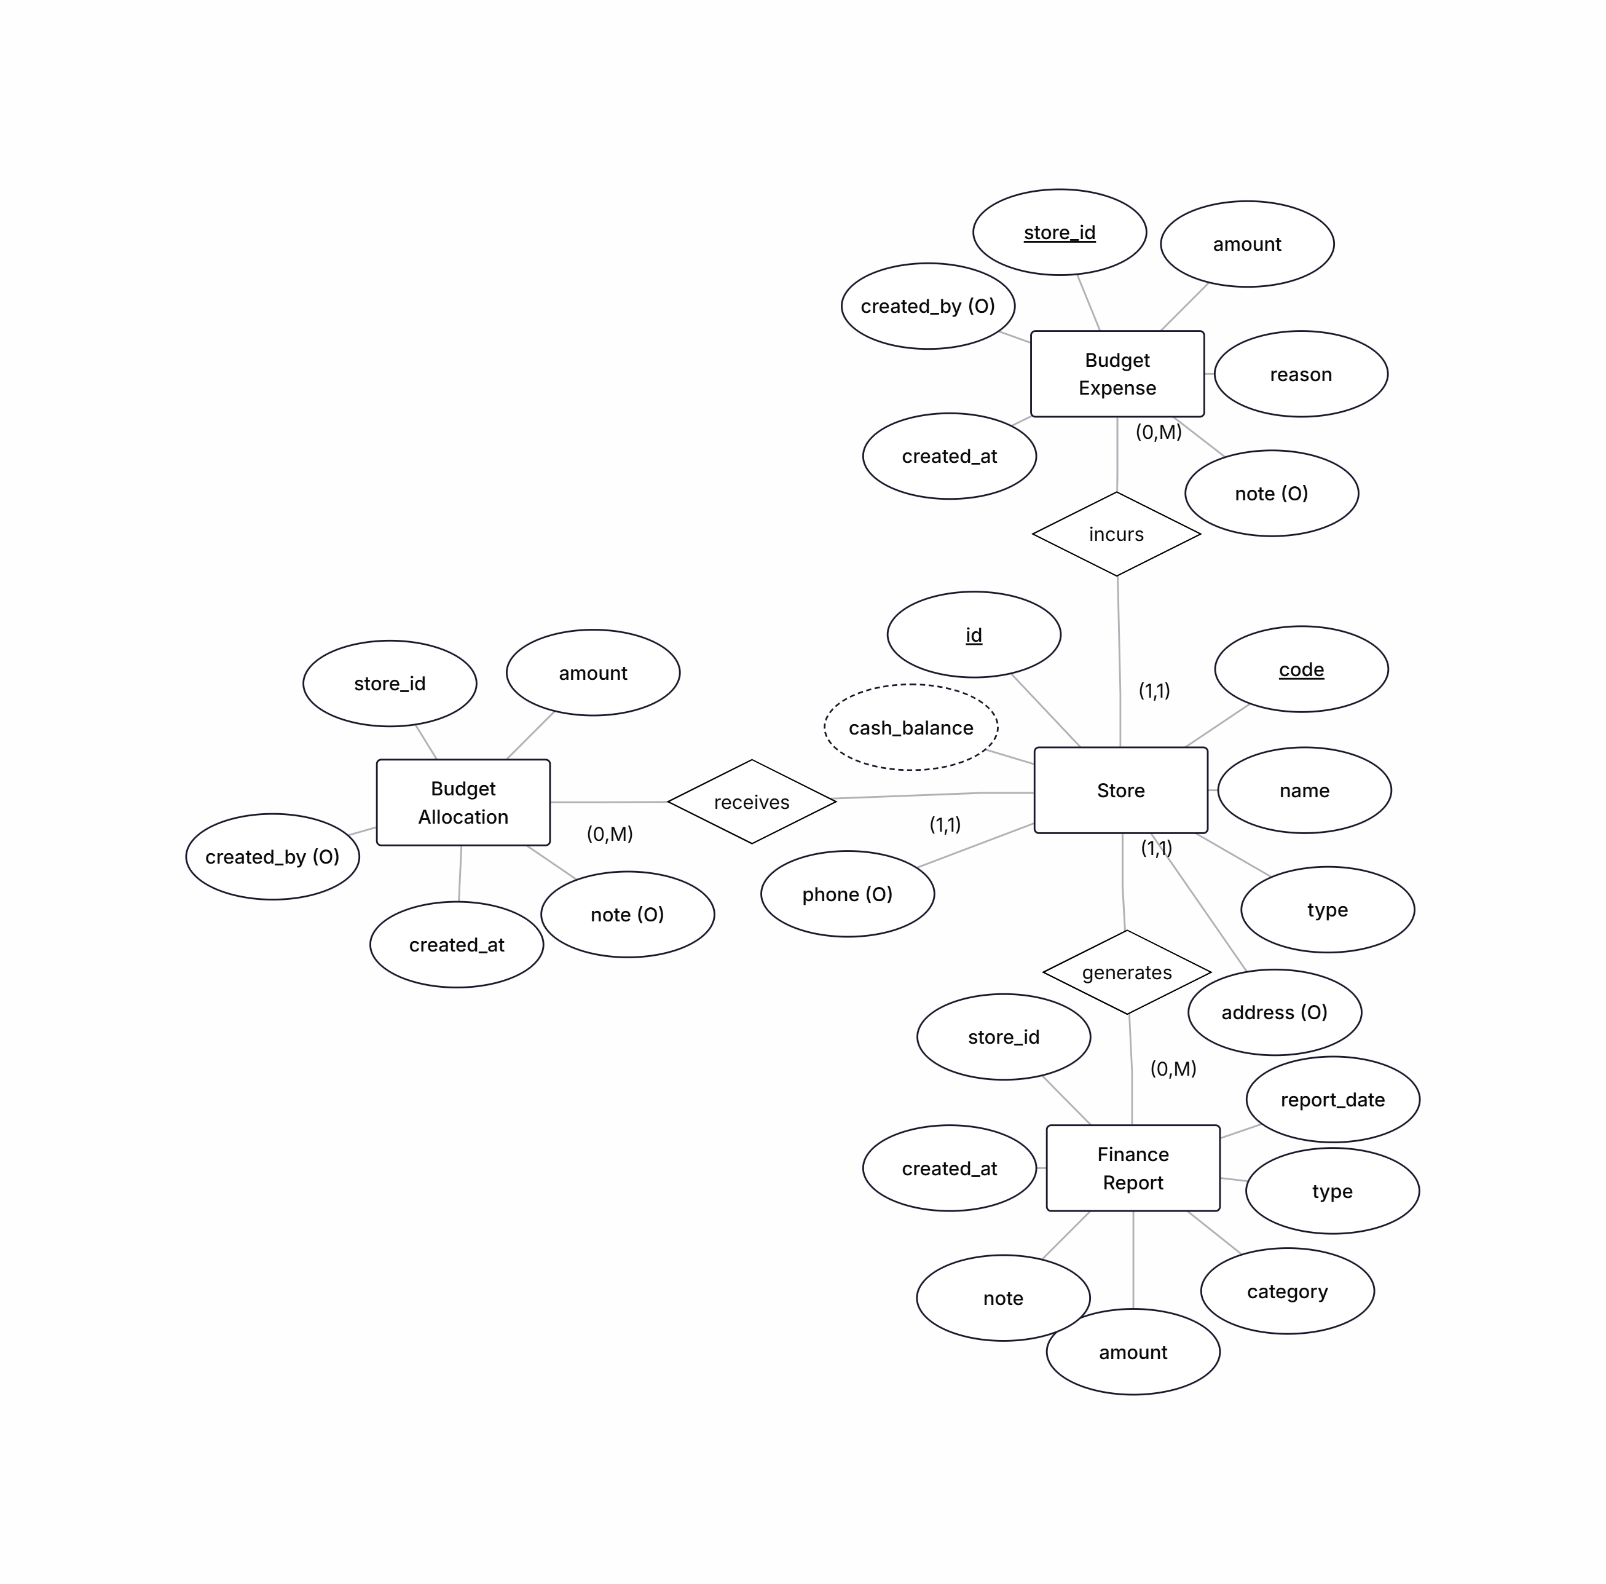 store_id
amount
created_by (O)
Budget
Expense
reason
(0,M)
created_at
note (O)
incurs
id
code
store_id
amount
(1,1)
cash_balance
Budget
Allocation
receives
Store
name
(0,M)
(1,1)
(1,1)
created_by (O)
phone (O)
type
note (O)
created_at
generates
address (O)
store_id
(0,M)
report_date
Finance
Report
created_at
type
note
category
amount